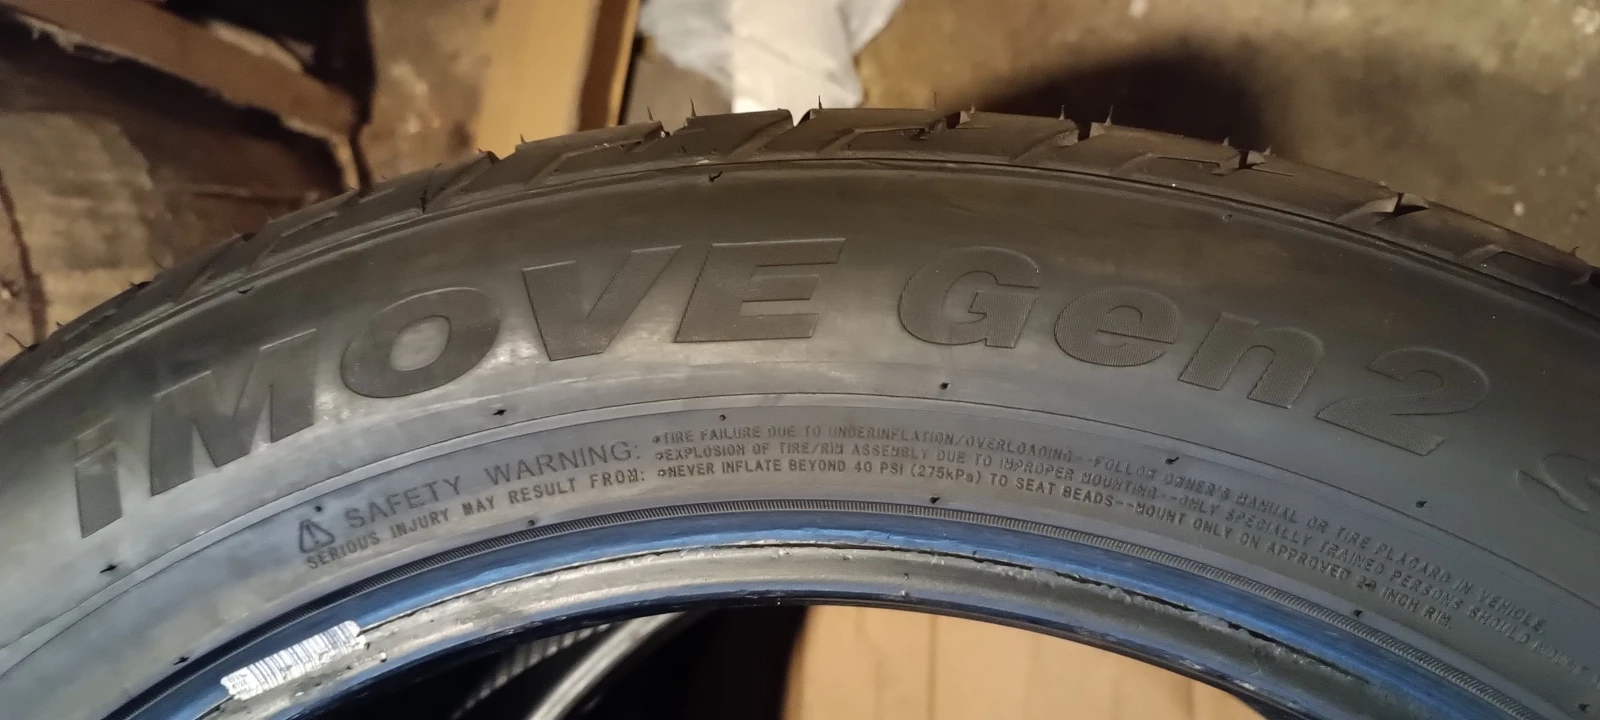 iMOVE Gen2 S
SAFETY WARNING:
SERIOUS INJURY MAY RESULT FROM:
•TIRE FAILURE DUE TO UNDERINFLATION/OVERLOADING--FOLLOW OWNER'S MANUAL OR TIRE PLACARD IN VEHICLE.
•EXPLOSION OF TIRE/RIM ASSEMBLY DUE TO IMPROPER MOUNTING--ONLY SPECIALLY TRAINED PERSONS SHOULD MOUNT
•NEVER INFLATE BEYOND 40 PSI (275kPa) TO SEAT BEADS--MOUNT ONLY ON APPROVED 20 INCH RIM.